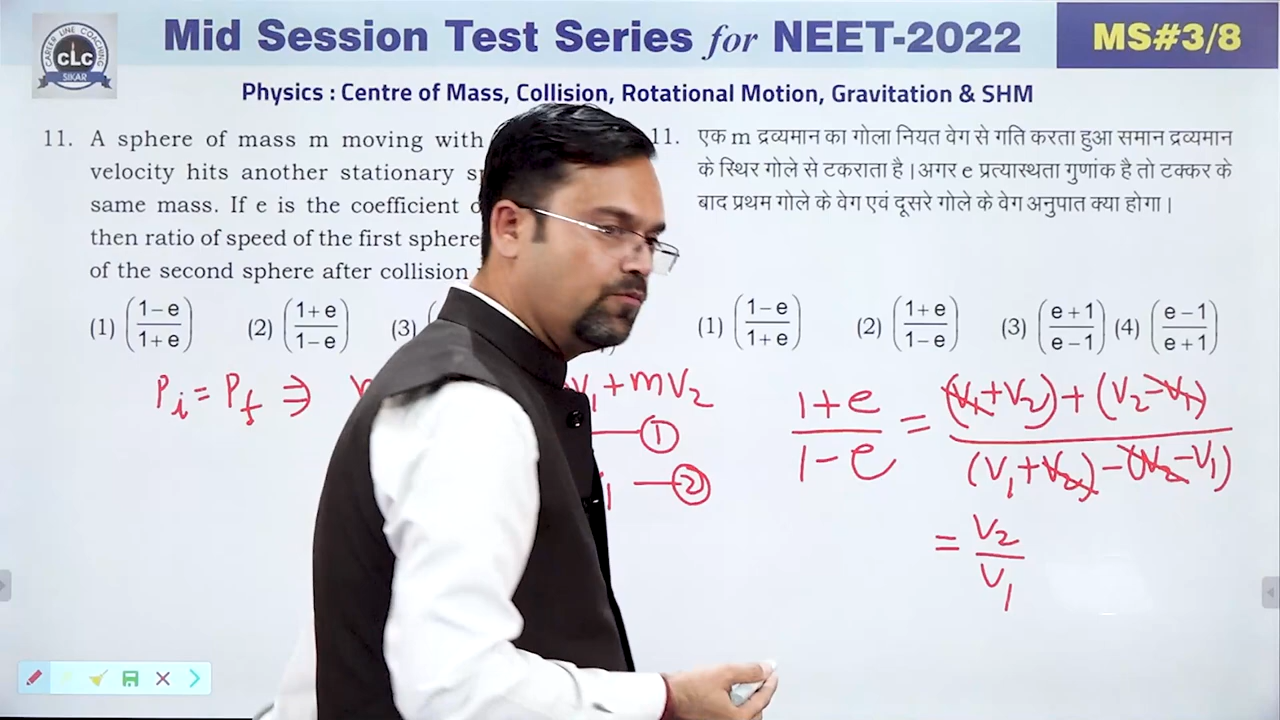 CAREER LINE COACHING
CLC
SIKAR
Mid Session Test Series for NEET-2022
MS#3/8
Physics : Centre of Mass, Collision, Rotational Motion, Gravitation & SHM
11. A sphere of mass m moving with
velocity hits another stationary
same mass. If e is the coefficient
then ratio of speed of the first sphere
of the second sphere after collision
(1) (1-e / 1+e) (2) (1+e / 1-e) (3)
11. एक m द्रव्यमान का गोला नियत वेग से गति करता हुआ समान द्रव्यमान
के स्थिर गोले से टकराता है।अगर e प्रत्यास्थता गुणांक है तो टक्कर के
बाद प्रथम गोले के वेग एवं दूसरे गोले के वेग अनुपात क्या होगा।
(1) (1-e / 1+e) (2) (1+e / 1-e) (3) (e+1 / e-1) (4) (e-1 / e+1)
Pi = Pf ⇒ V1 + mV2
①
②
1+e / 1-e = (V1+V2) + (V2-V1) / (V1+V2) - (V2-V1)
= V2 / V1